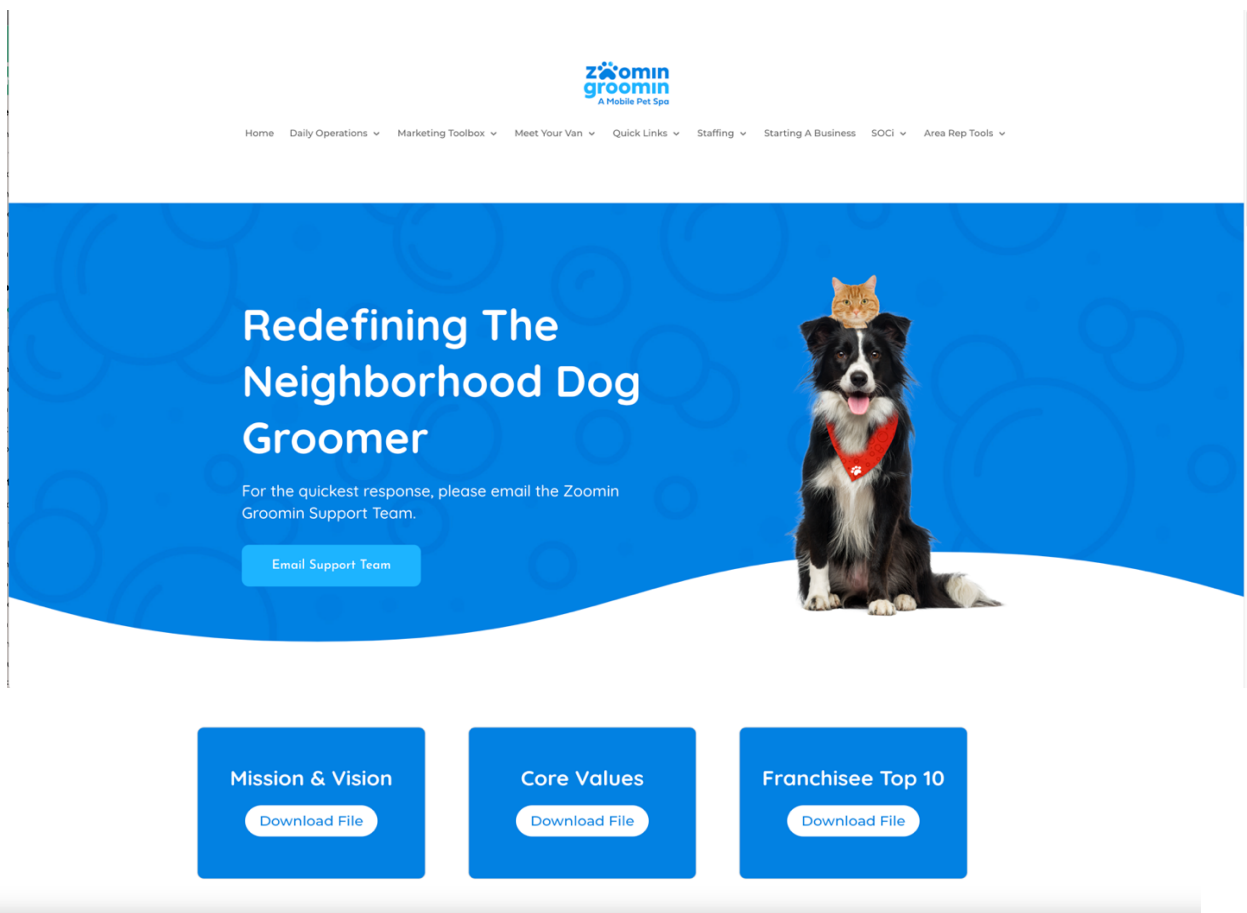 zoomin
groomin
A Mobile Pet Spa
Home Daily Operations Marketing Toolbox Meet Your Van Quick Links Staffing Starting A Business SOCi Area Rep Tools
Redefining The
Neighborhood Dog
Groomer
For the quickest response, please email the Zoomin
Groomin Support Team.
Email Support Team
Mission & Vision Core Values Franchisee Top 10
Download File Download File Download File